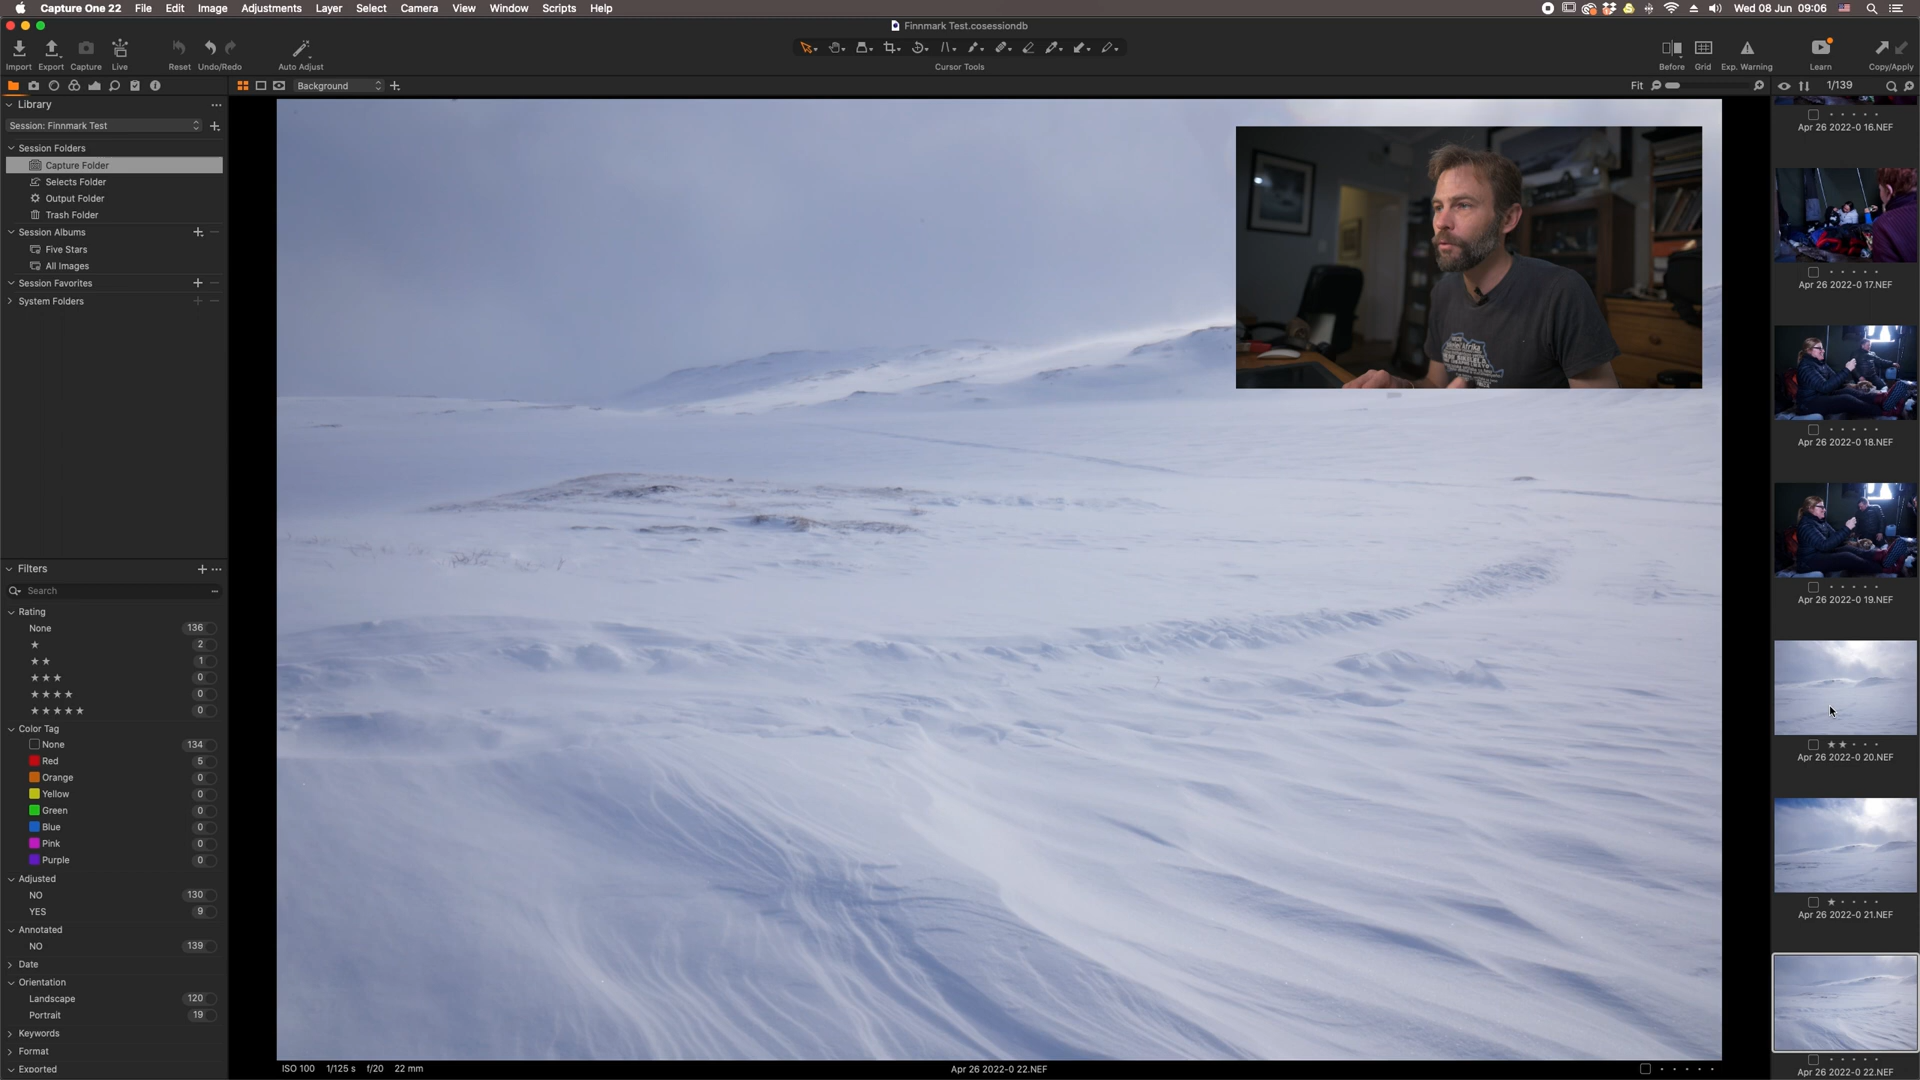 Capture One 22 File Edit Image Adjustments Layer Select Camera View Window Scripts Help Wed 08 Jun 09:06
Finnmark Test.cosessiondb
Import Export Capture Live Reset Undo/Redo Auto Adjust Cursor Tools Before Grid Exp. Warning Learn Copy/Apply
Background Fit 1/139
Library
Session: Finnmark Test
Session Folders
Capture Folder
Selects Folder
Output Folder
Trash Folder
Session Albums
Five Stars
All Images
Session Favorites
System Folders
Filters
Search
Rating
None 136
★ 2
★★ 1
★★★ 0
★★★★ 0
★★★★★ 0
Color Tag
None 134
Red 5
Orange 0
Yellow 0
Green 0
Blue 0
Pink 0
Purple 0
Adjusted
NO 130
YES 9
Annotated
NO 139
Date
Orientation
Landscape 120
Portrait 19
Keywords
Format
Exported
ISO 100 1/125 s f/20 22 mm
Apr 26 2022-0 22.NEF
Apr 26 2022-0 16.NEF
Apr 26 2022-0 17.NEF
Apr 26 2022-0 18.NEF
Apr 26 2022-0 19.NEF
Apr 26 2022-0 20.NEF
Apr 26 2022-0 21.NEF
Apr 26 2022-0 22.NEF